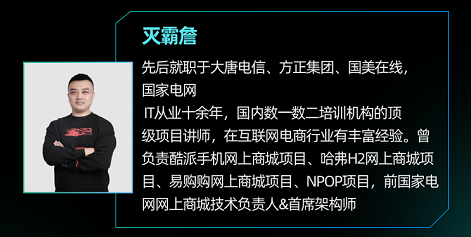 灭霸詹
先后就职于大唐电信、方正集团、国美在线，
国家电网
IT从业十余年，国内数一数二培训机构的顶
级项目讲师，在互联网电商行业有丰富经验。曾
负责酷派手机网上商城项目、哈弗H2网上商城项
目、易购购网上商城项目、NPOP项目，前国家电
网网上商城技术负责人&首席架构师